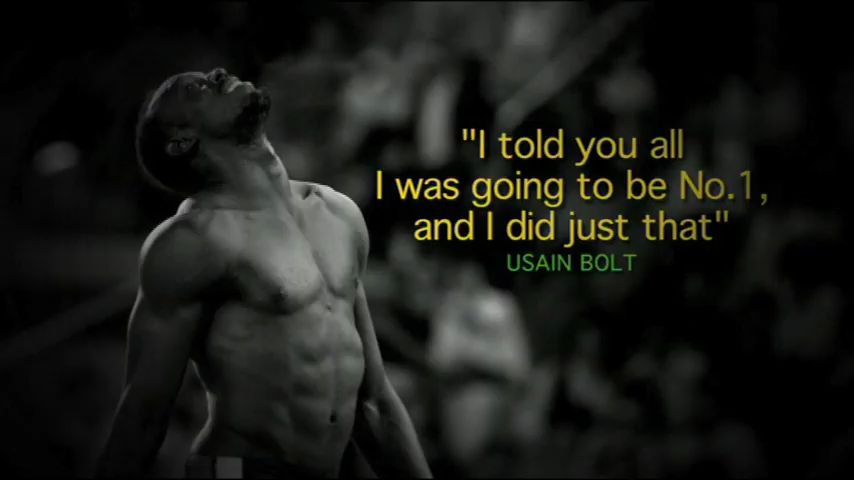 "I told you all
I was going to be No.1,
and I did just that"
USAIN BOLT